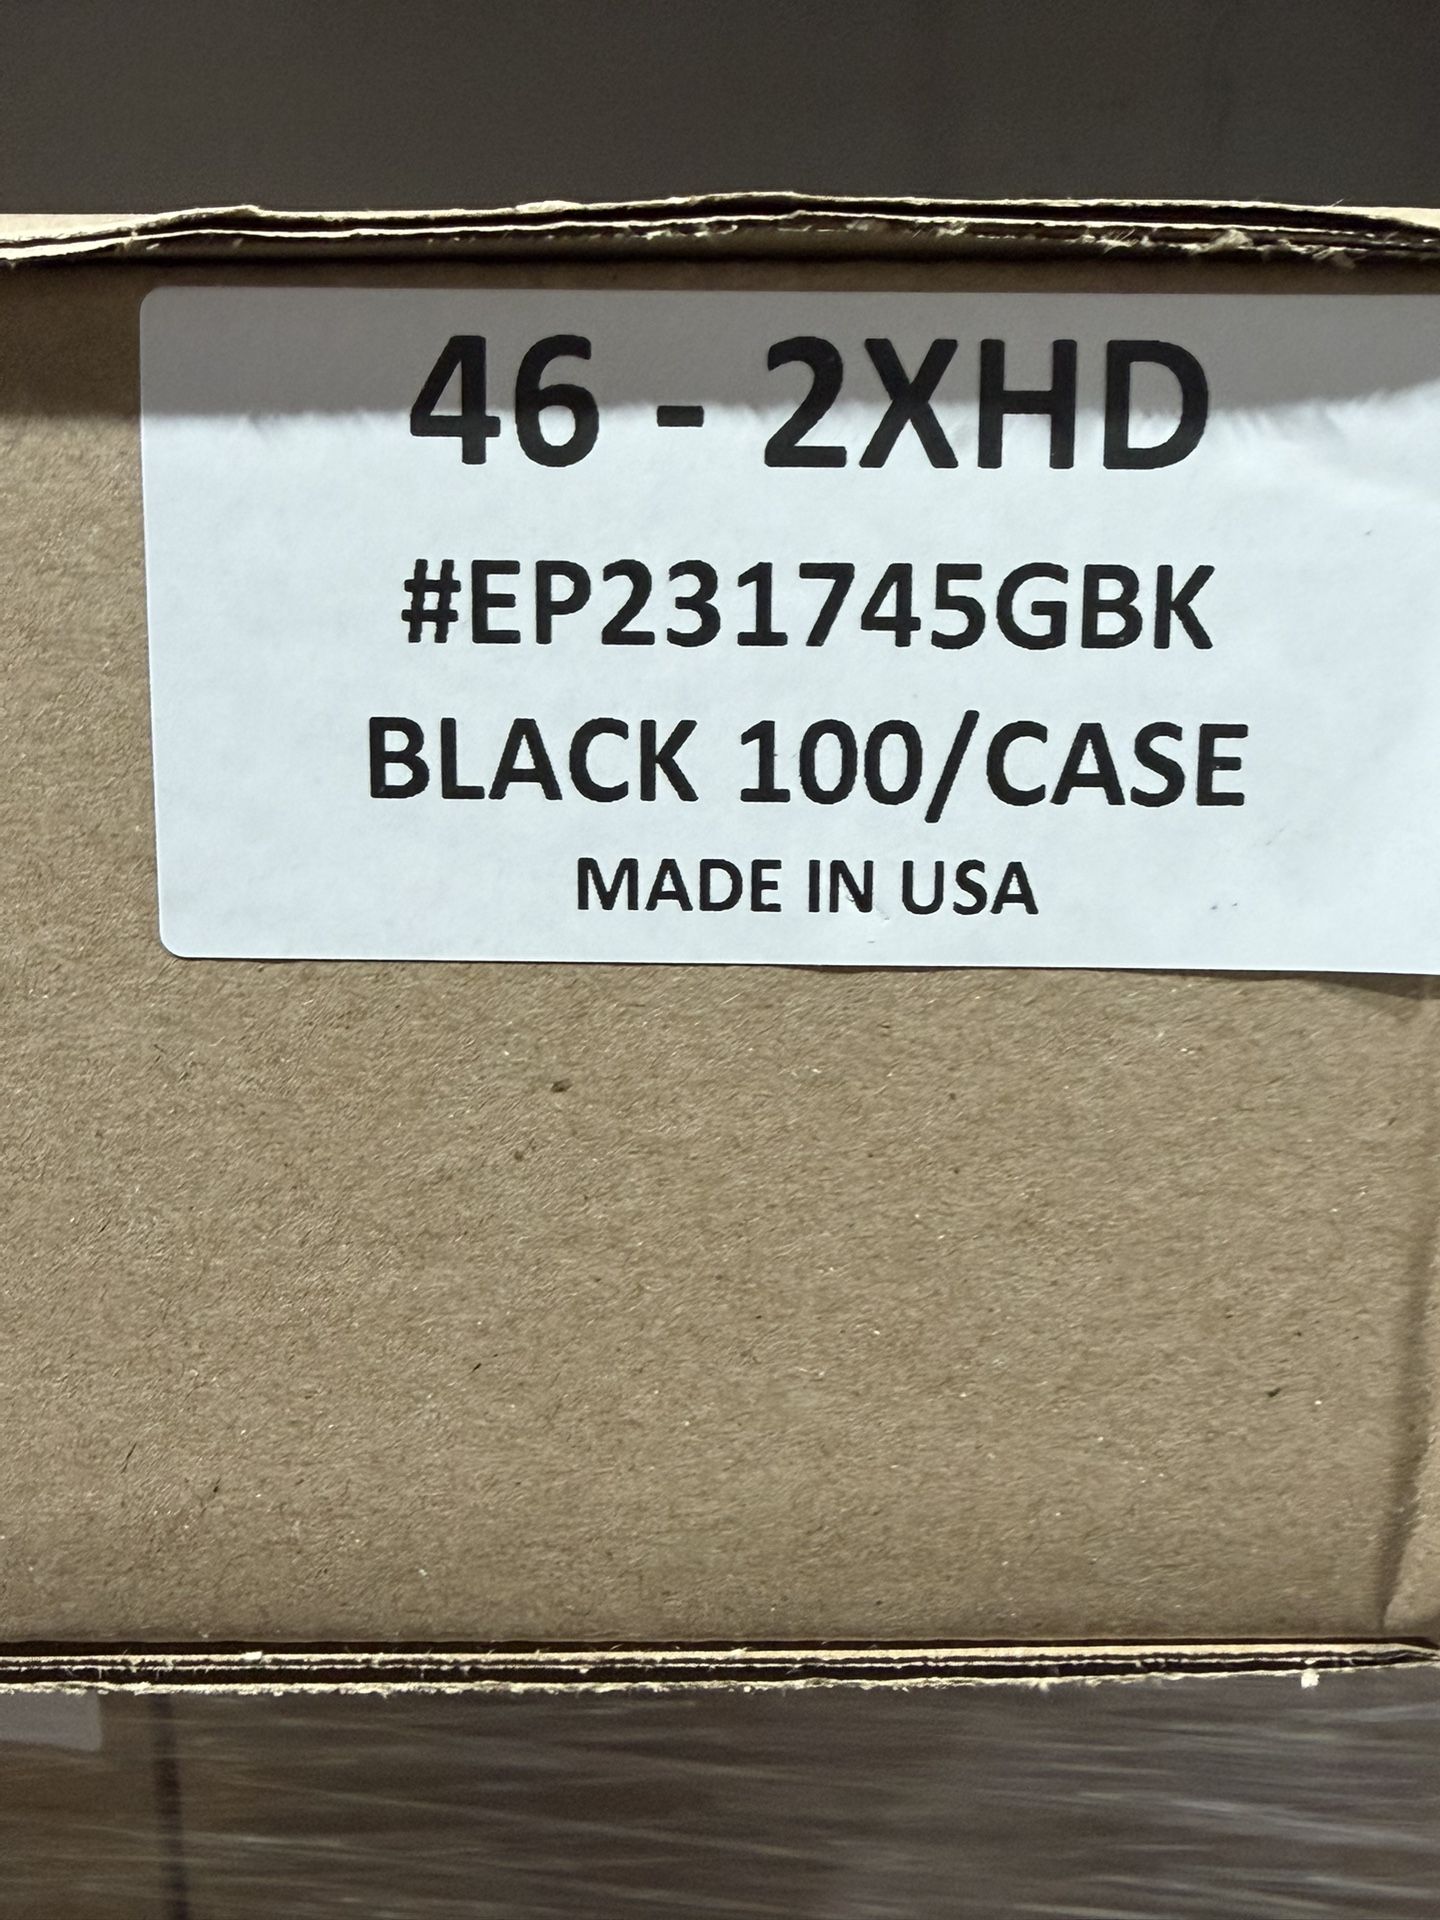 46 - 2XHD
#EP231745GBK
BLACK 100/CASE
MADE IN USA